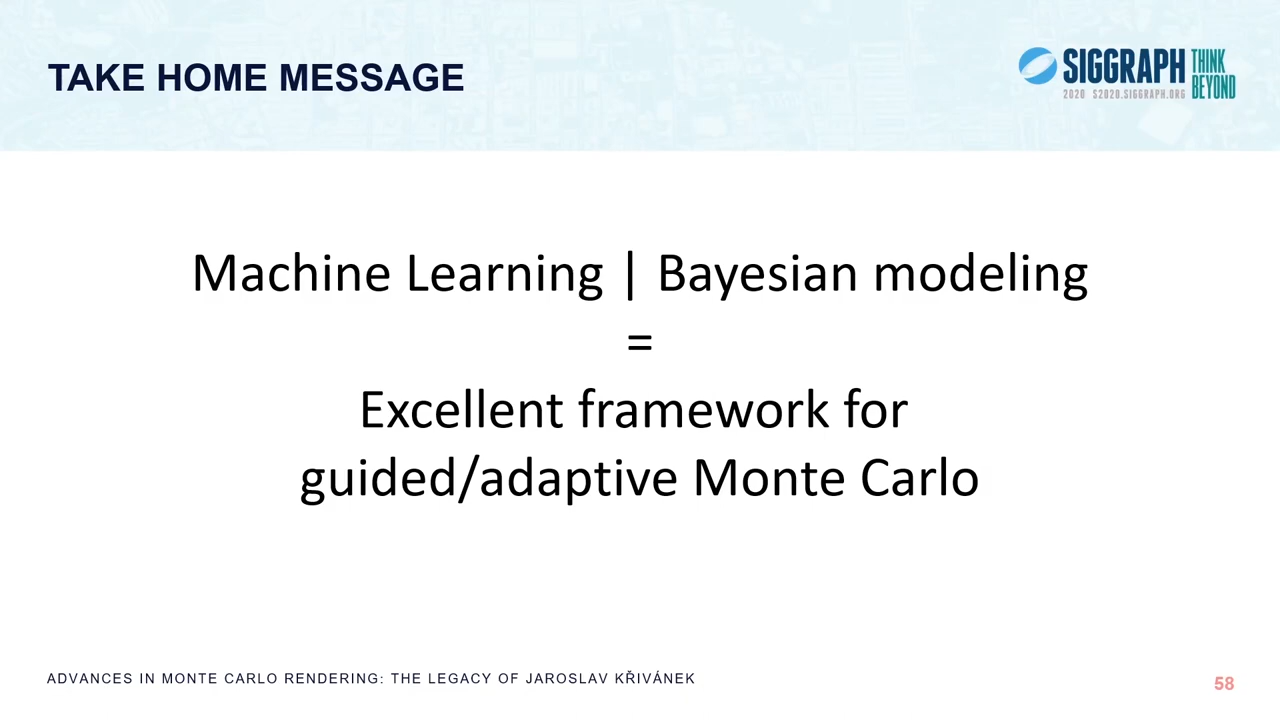 TAKE HOME MESSAGE
SIGGRAPH THINK BEYOND
2020 S2020.SIGGRAPH.ORG
Machine Learning | Bayesian modeling
=
Excellent framework for
guided/adaptive Monte Carlo
ADVANCES IN MONTE CARLO RENDERING: THE LEGACY OF JAROSLAV KŘIVÁNEK
58